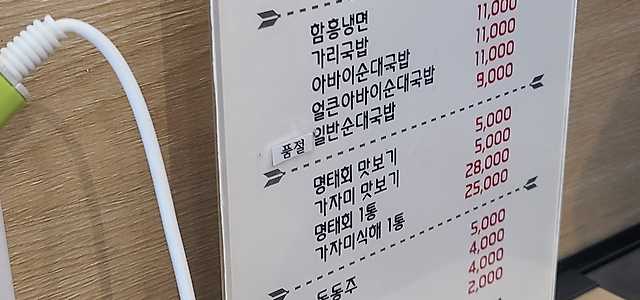 함흥냉면
가리국밥 11,000
아바이순대국밥 11,000
얼큰아바이순대국밥 11,000
품절 일반순대국밥 9,000
명태회 맛보기 5,000
가자미 맛보기 5,000
명태회 1통 28,000
가자미식해 1통 25,000
동동주 5,000
4,000
4,000
2,000